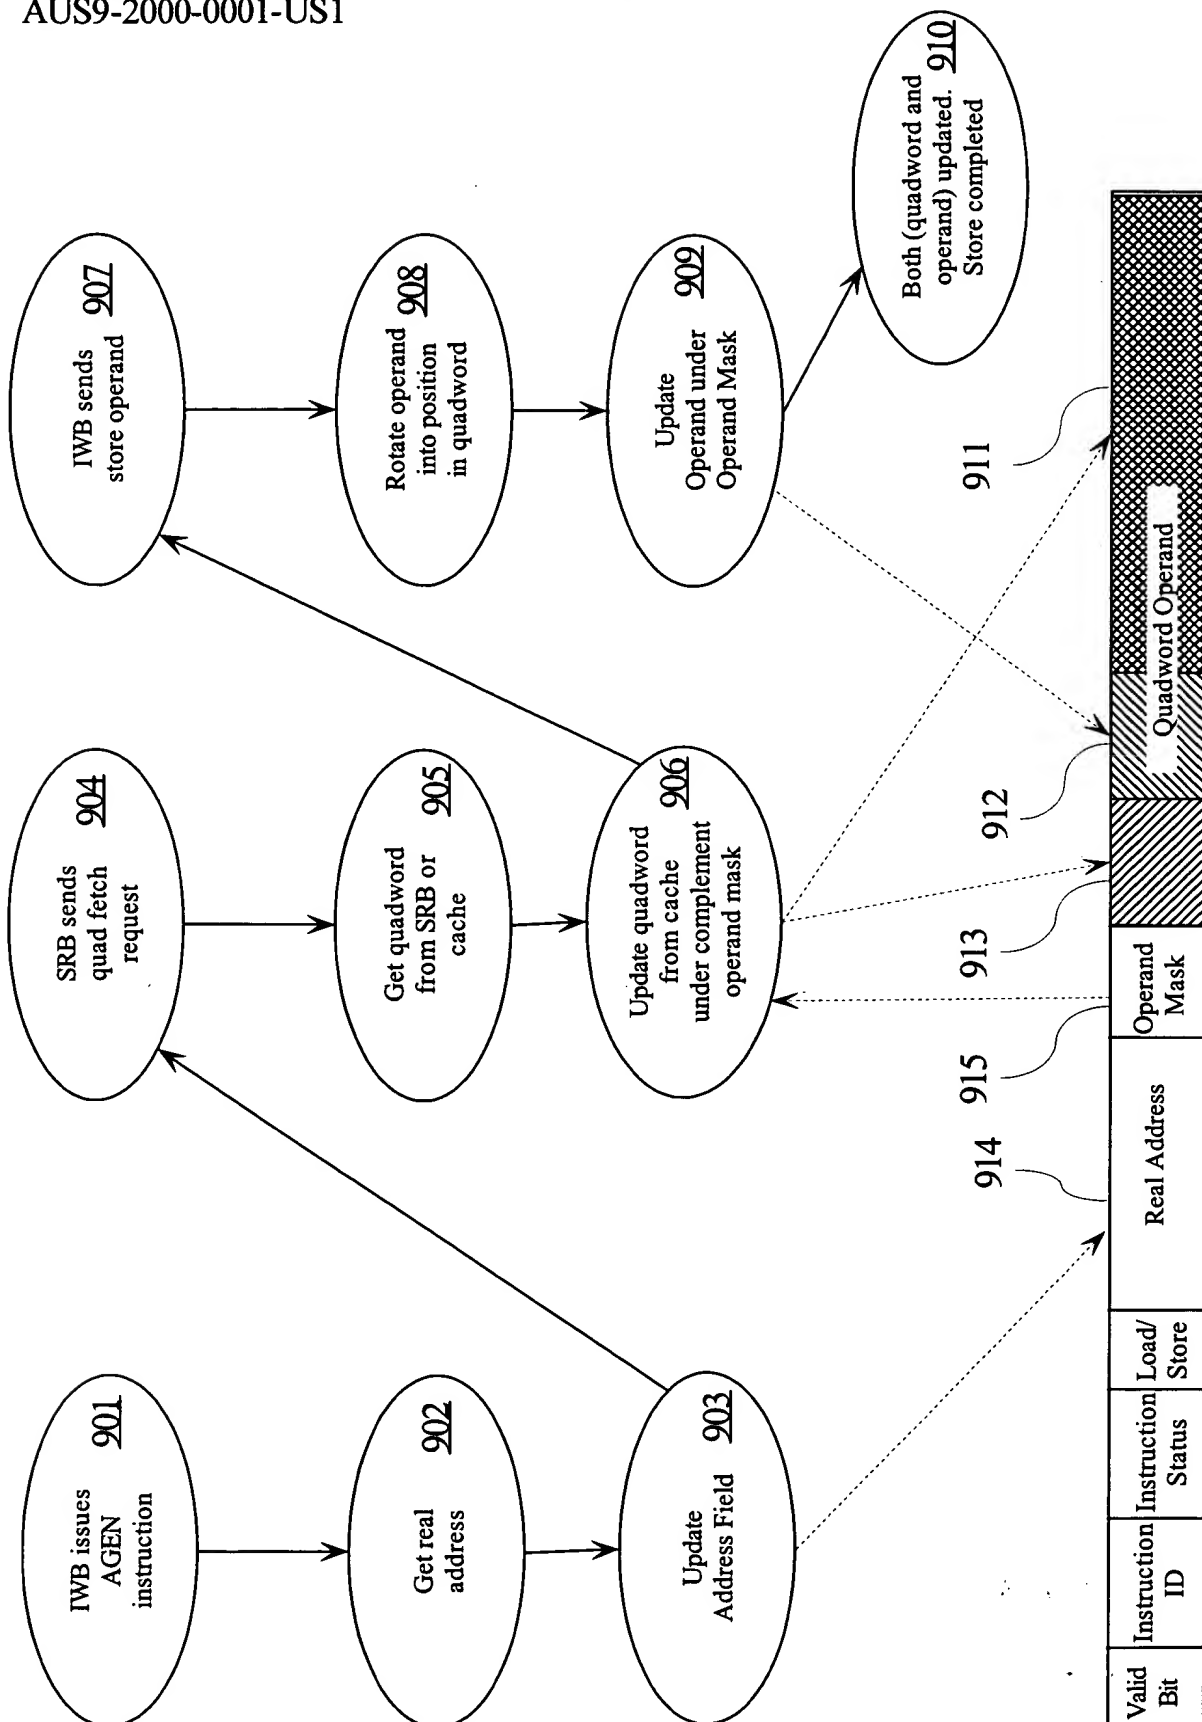 AUS9-2000-0001-US1
IWB issues
AGEN
instruction
901
Get real
address
902
Update
Address Field
903
SRB sends
quad fetch
request
904
Get quadword
from SRB or
cache
905
Update quadword
from cache
under complement
operand mask
906
IWB sends
store operand
907
Rotate operand
into position
in quadword
908
Update
Operand under
Operand Mask
909
Both (quadword and
operand) updated.
Store completed
910
914
915
913
912
911
Valid
Bit
Instruction
ID
Instruction
Status
Load/
Store
Real Address
Operand
Mask
Quadword Operand